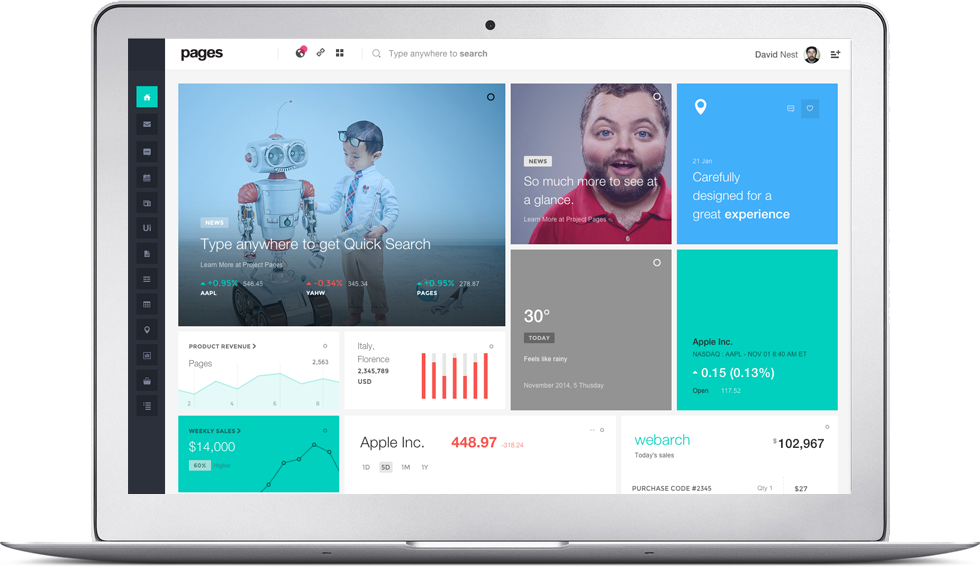 pages
Type anywhere to search
David Nest
NEWS
Type anywhere to get Quick Search
Learn More at Project Pages
+0.95% 546.45
AAPL
-0.34% 345.34
YAHW
+0.95% 278.87
PAGES
NEWS
So much more to see at
a glance.
Learn More at Project Pages
21 Jan
Carefully
designed for a
great experience
Ui
30°
TODAY
Feels like rainy
November 2014, 5 Thusday
Apple Inc.
NASDAQ : AAPL - NOV 01 8:40 AM ET
0.15 (0.13%)
Open 117.52
PRODUCT REVENUE
Pages
2,563
2 4 6 8
Italy,
Florence
2,345,789
USD
WEEKLY SALES
$14,000
60% Higher
Apple Inc. 448.97 -318.24
1D 5D 1M 1Y
webarch
Today's sales
$102,967
PURCHASE CODE #2345 Qty 1 $27